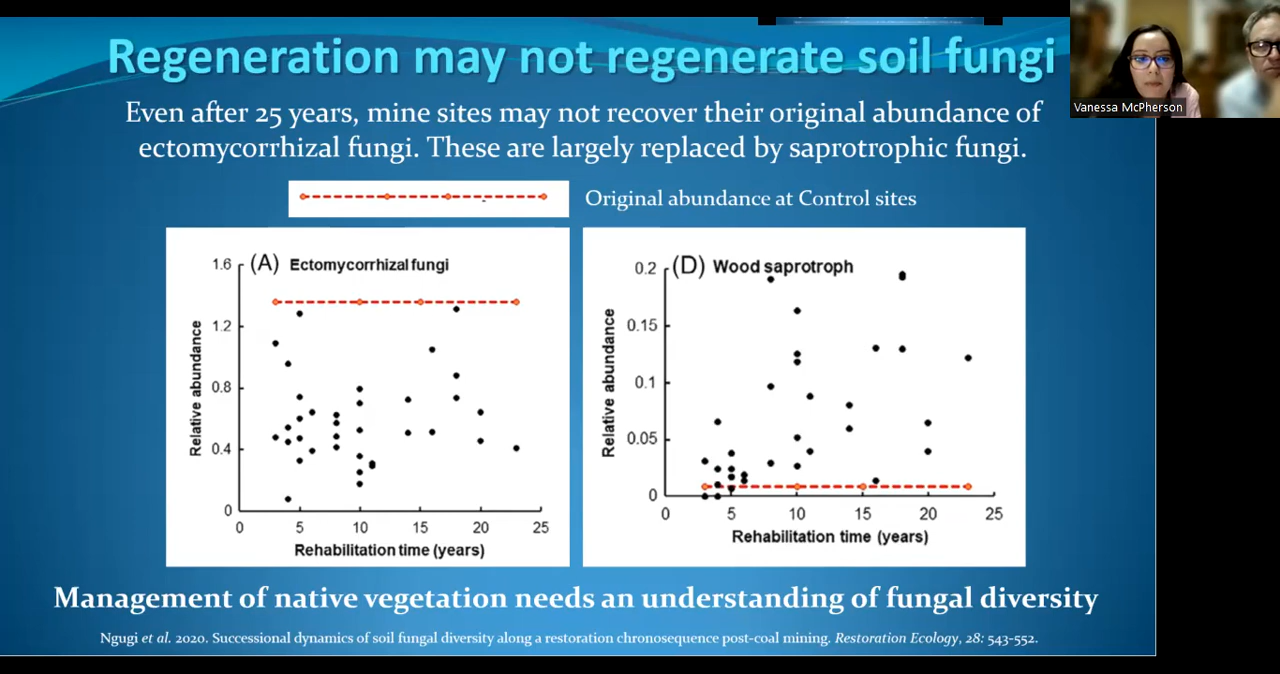 Regeneration may not regenerate soil fungi
Vanessa McPherson
Even after 25 years, mine sites may not recover their original abundance of
ectomycorrhizal fungi. These are largely replaced by saprotrophic fungi.
Original abundance at Control sites
(A) Ectomycorrhizal fungi
Relative abundance
1.6
1.2
0.8
0.4
0
0 5 10 15 20 25
Rehabilitation time (years)
(D) Wood saprotroph
Relative abundance
0.2
0.15
0.1
0.05
0
0 5 10 15 20 25
Rehabilitation time (years)
Management of native vegetation needs an understanding of fungal diversity
Ngugi et al. 2020. Successional dynamics of soil fungal diversity along a restoration chronosequence post-coal mining. Restoration Ecology, 28: 543-552.